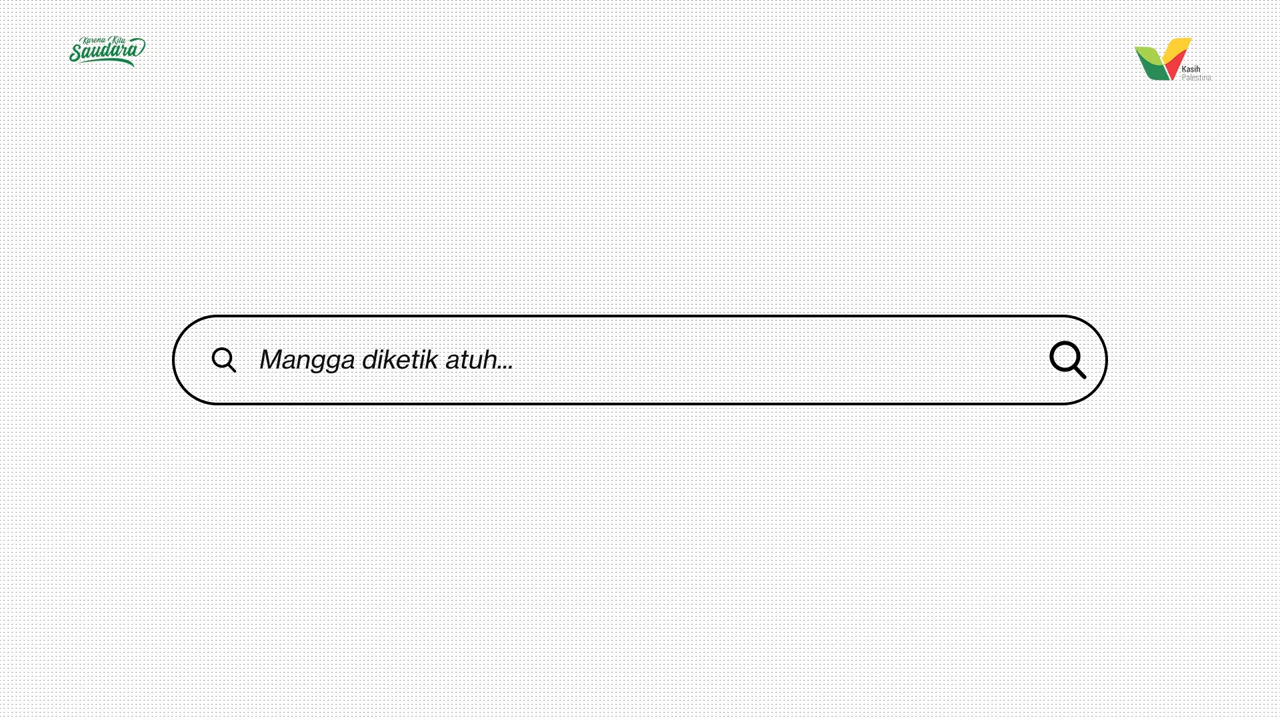 Karena Kita
Saudara
Kasih
Palestina
Mangga diketik atuh...